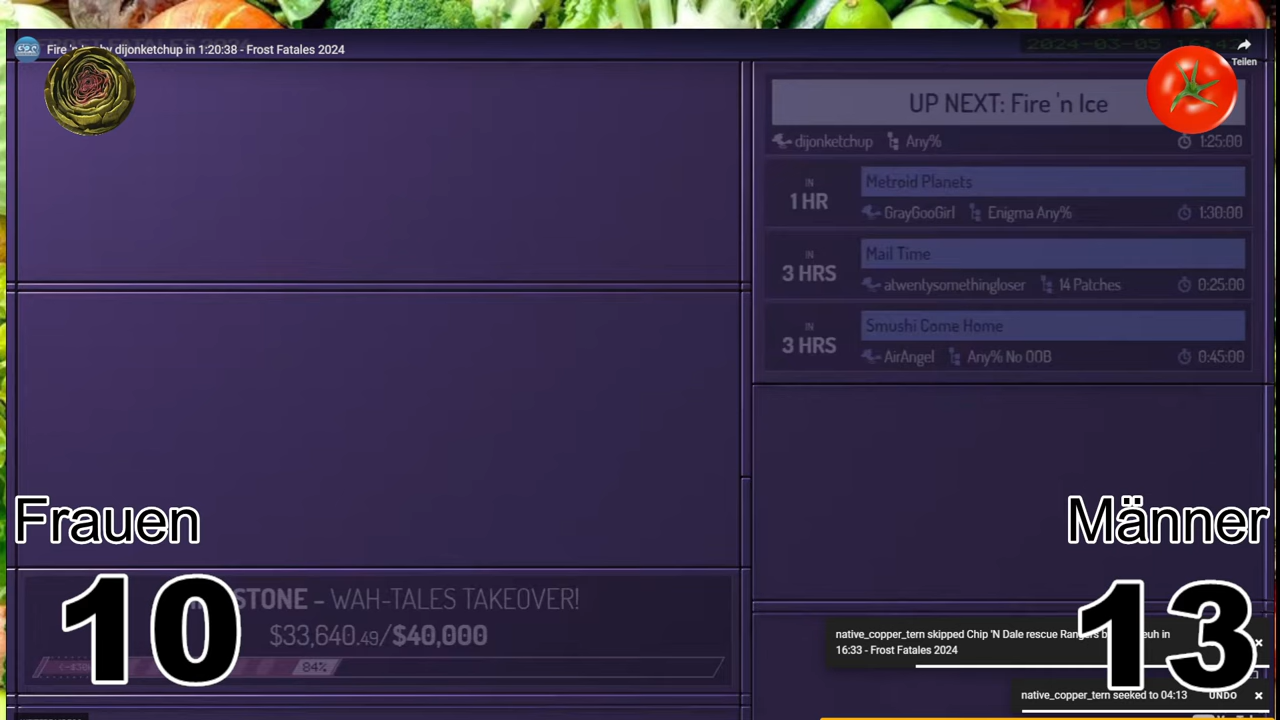 Fire 'n Ice by dijonketchup in 1:20:38 - Frost Fatales 2024
Teilen
UP NEXT: Fire 'n Ice
dijonketchup Any% 1:25:00
IN
1 HR
Metroid Planets
GrayGooGirl Enigma Any% 1:30:00
IN
3 HRS
Mail Time
atwentysomethingloser 14 Patches 0:25:00
IN
3 HRS
Smushi Come Home
AirAngel Any% No OOB 0:45:00
Frauen
10
Männer
13
STONE – WAH-TALES TAKEOVER!
$33,640.49/$40,000
84%
native_copper_tern skipped Chip 'N Dale rescue
16:33 - Frost Fatales 2024
native_copper_tern seeked to 04:13 UNDO